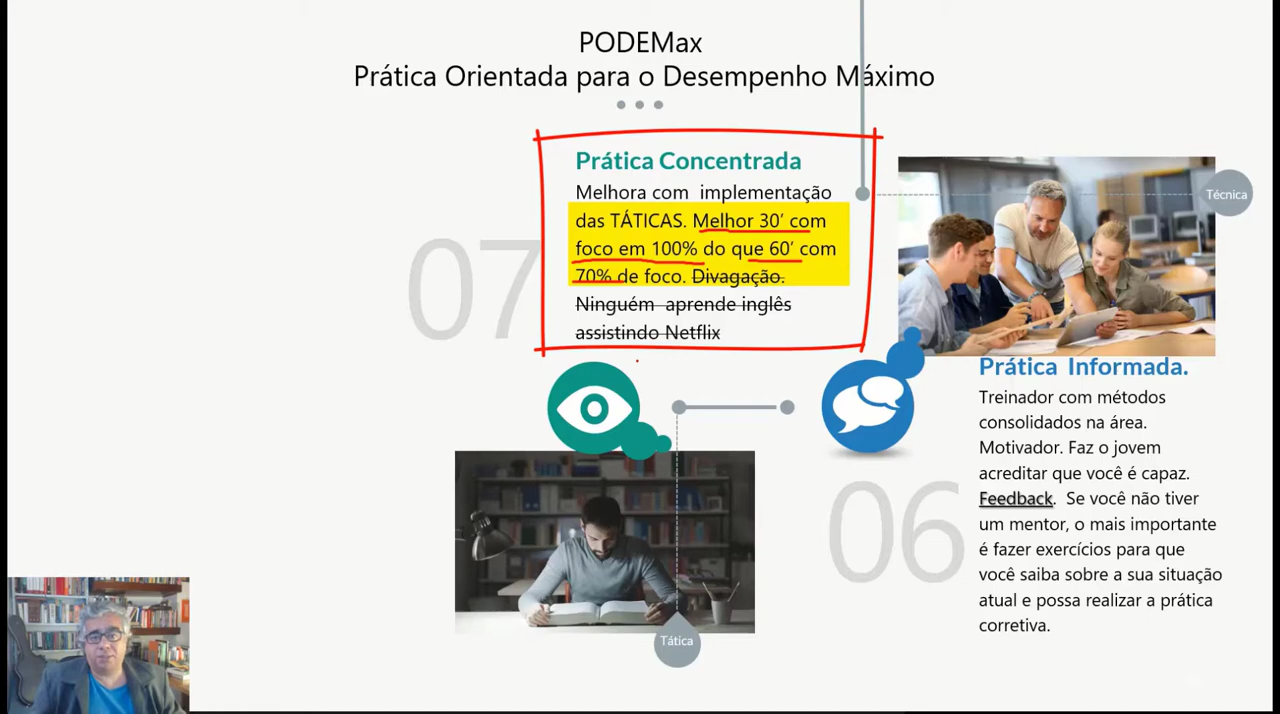 PODEMax
Prática Orientada para o Desempenho Máximo
Prática Concentrada
Melhora com implementação
das TÁTICAS. Melhor 30’ com
foco em 100% do que 60’ com
70% de foco. Divagação.
Ninguém aprende inglês
assistindo Netflix
07
Técnica
Prática Informada.
Treinador com métodos
consolidados na área.
Motivador. Faz o jovem
acreditar que você é capaz.
Feedback. Se você não tiver
um mentor, o mais importante
é fazer exercícios para que
você saiba sobre a sua situação
atual e possa realizar a prática
corretiva.
06
Tática